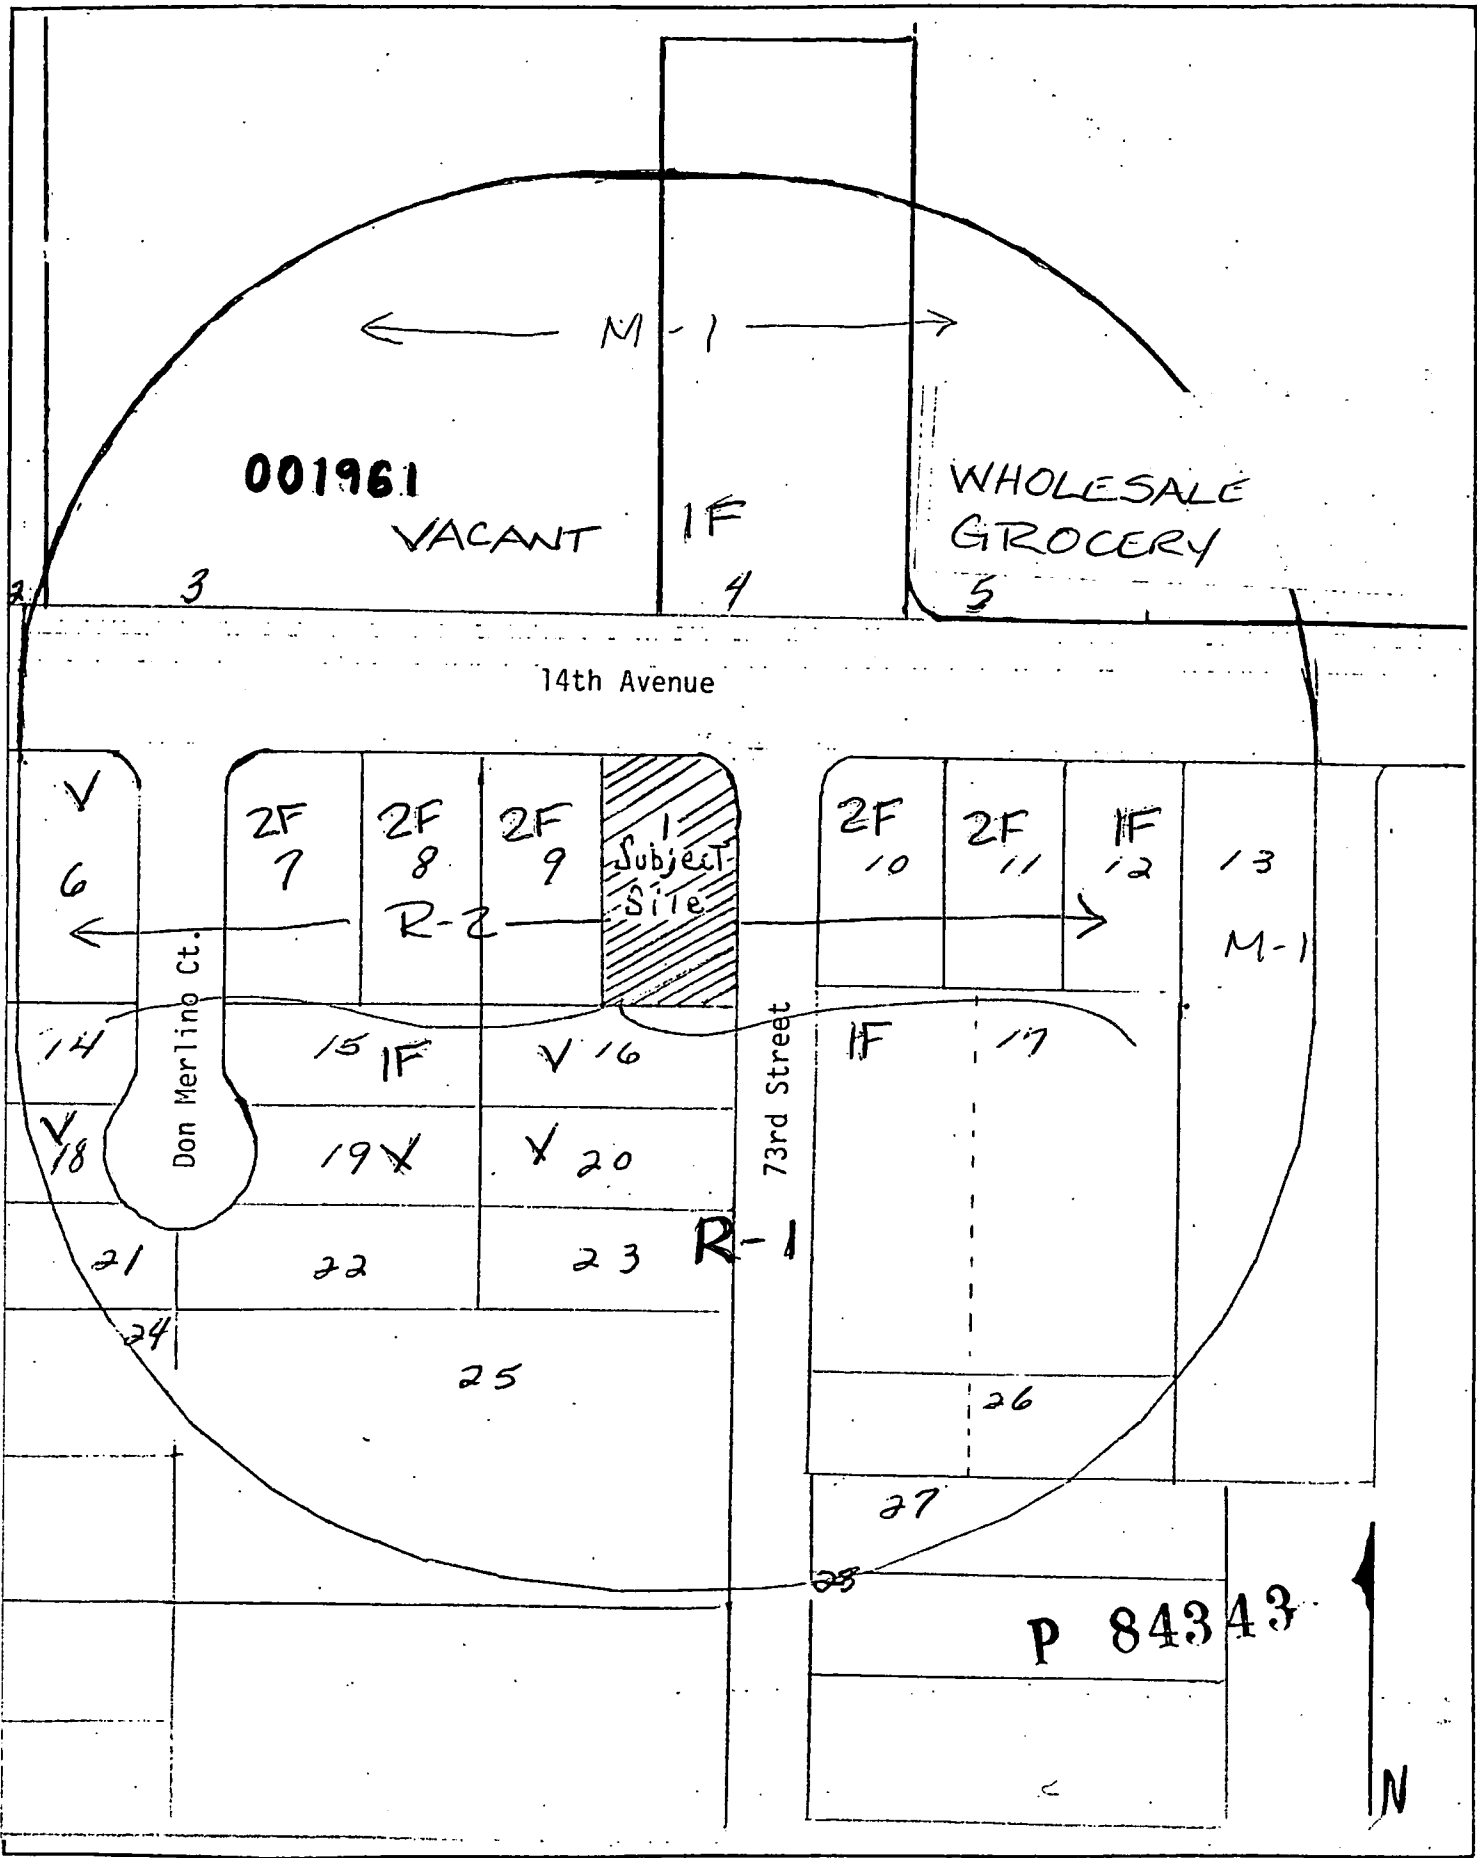 M-1
001961
VACANT
1F
WHOLESALE
GROCERY
2
3
4
5
14th Avenue
V
6
2F
7
2F
8
2F
9
1
Subject
Site
2F
10
2F
11
1F
12
13
R-2
M-1
Don Merlino Ct.
73rd Street
14
15
1F
V 16
1F
17
V
18
19 V
V 20
R-1
21
22
23
24
25
26
27
28
P 84343
N